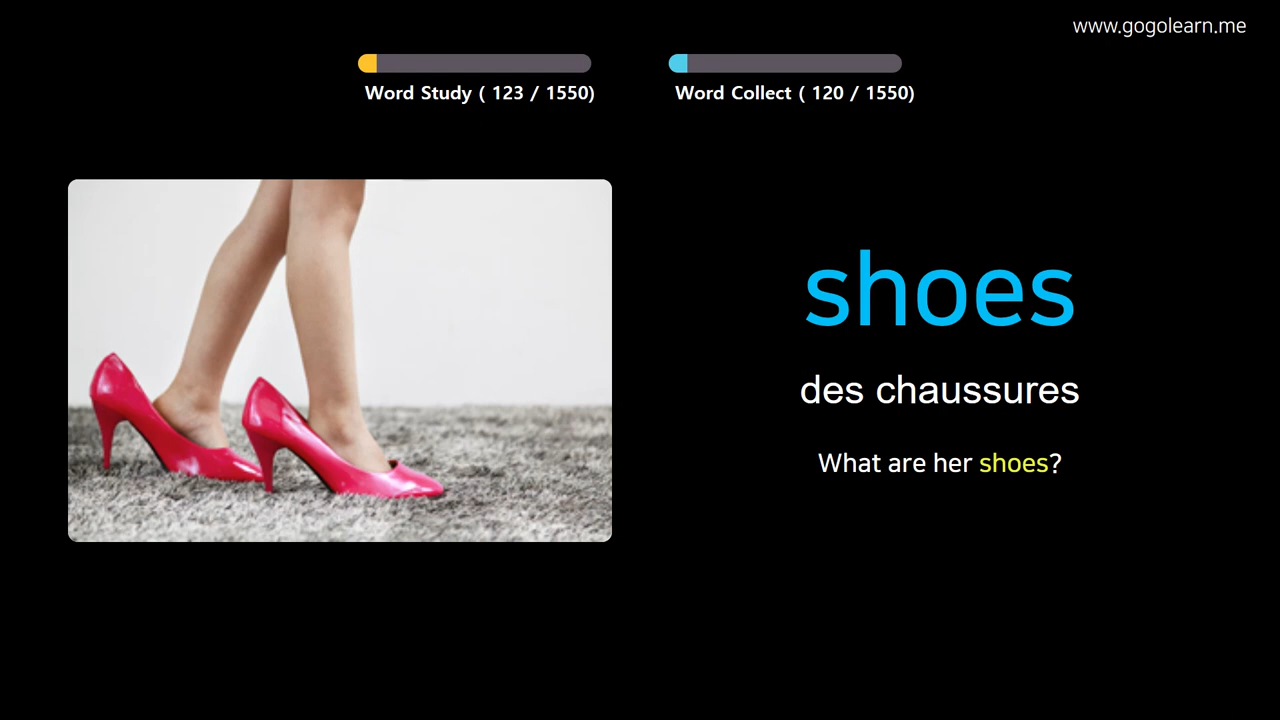 www.gogolearn.me
Word Study ( 123 / 1550)
Word Collect ( 120 / 1550)
shoes
des chaussures
What are her shoes?